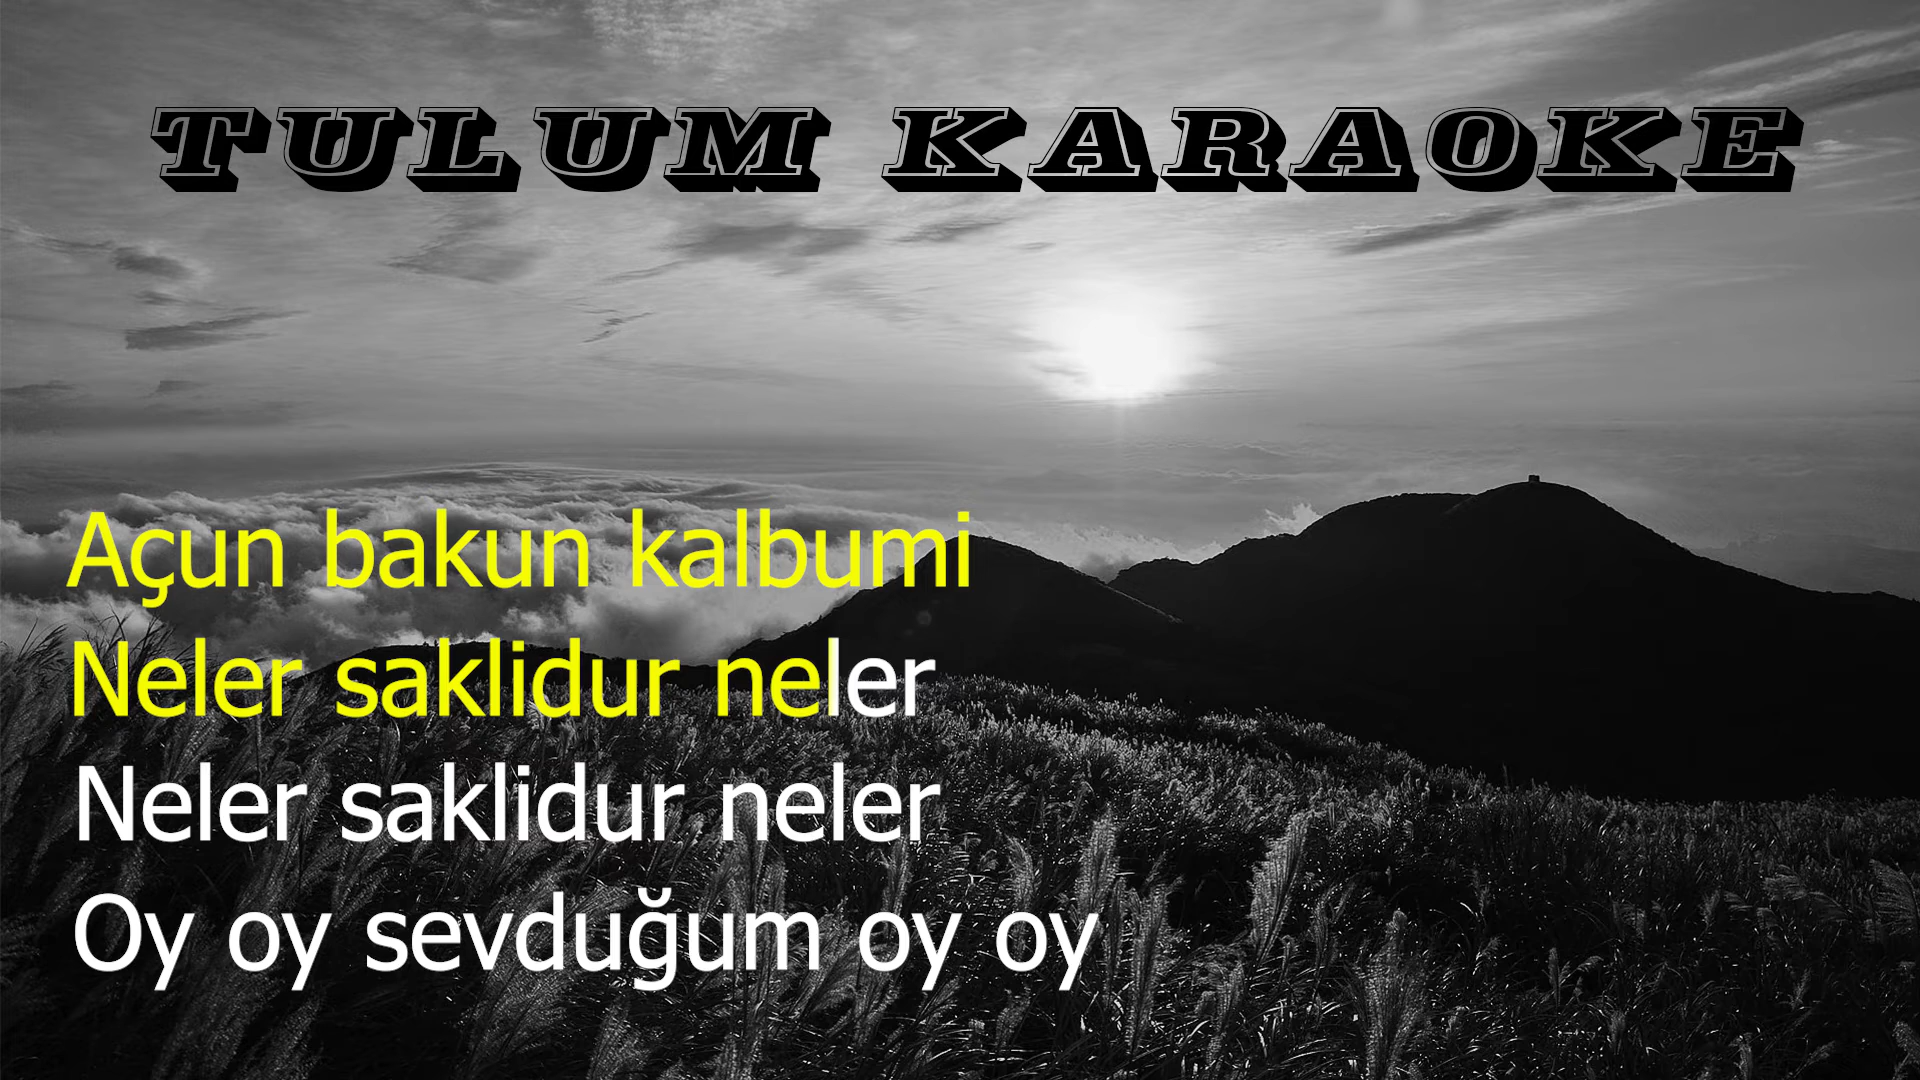 TULUM KARAOKE
Açun bakun kalbumi
Neler saklidur neler
Neler saklidur neler
Oy oy sevduğum oy oy